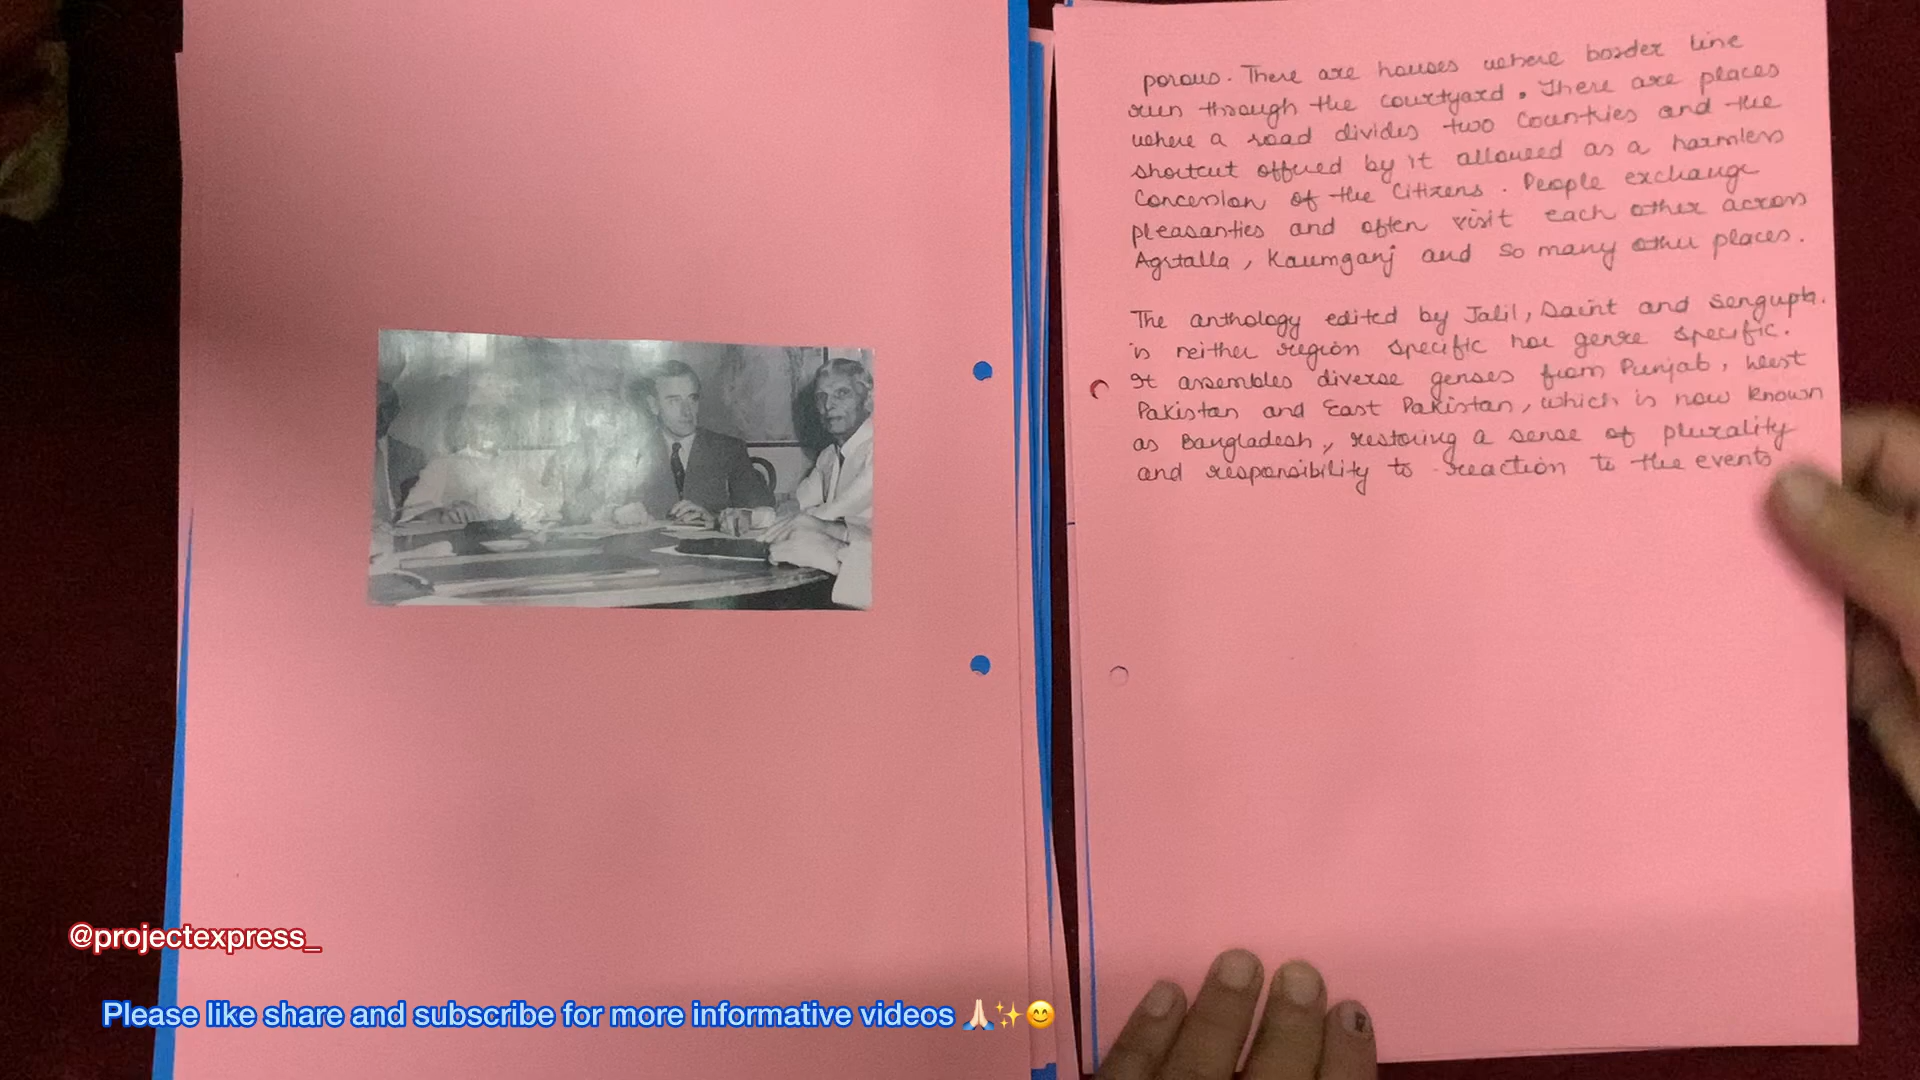 porous. There are houses where border line
run through the courtyard. There are places
where a road divides two Countries and the
shortcut offered by it allowed as a harmless
Concession of the Citizens. People exchange
pleasanties and often visit each other across
Agrtalla, Kaumganj and so many other places.
The anthology edited by Jalil, Saint and Sengupta.
is neither region specific nor genre specific.
It assembles diverse genses from Punjab, West
Pakistan and East Pakistan, which is now known
as Bangladesh, restoring a sense of plurality
and responsibility to reaction to the events
@projectexpress_
Please like share and subscribe for more informative videos 🙏🏻✨😊